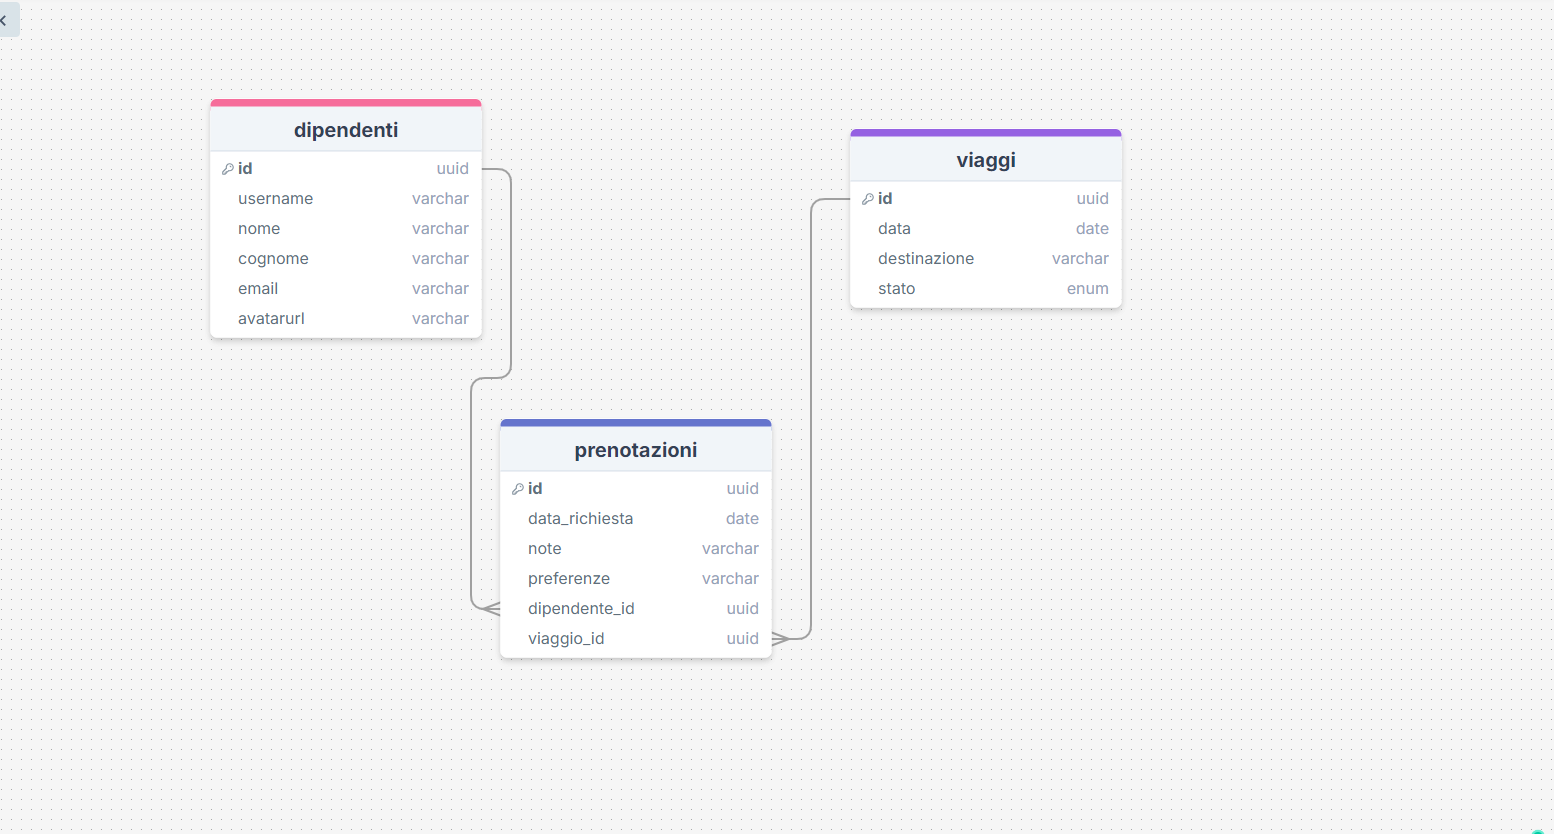 dipendenti
id uuid
username varchar
nome varchar
cognome varchar
email varchar
avatarurl varchar
viaggi
id uuid
data date
destinazione varchar
stato enum
prenotazioni
id uuid
data_richiesta date
note varchar
preferenze varchar
dipendente_id uuid
viaggio_id uuid